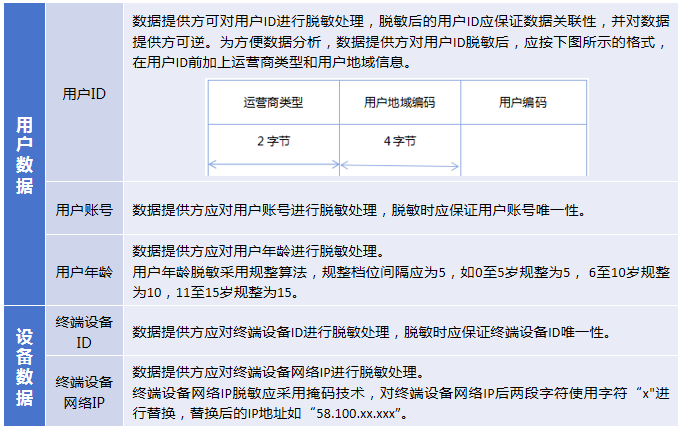 用户数据
用户ID
数据提供方可对用户ID进行脱敏处理，脱敏后的用户ID应保证数据关联性，并对数据
提供方可逆。为方便数据分析，数据提供方对用户ID脱敏后，应按下图所示的格式，
在用户ID前加上运营商类型和用户地域信息。
运营商类型 用户地域编码 用户编码
2字节 4字节
用户账号
数据提供方应对用户账号进行脱敏处理，脱敏时应保证用户账号唯一性。
用户年龄
数据提供方应对用户年龄进行脱敏处理。
用户年龄脱敏采用规整算法，规整档位间隔应为5，如0至5岁规整为5， 6至10岁规整
为10，11至15岁规整为15。
设备数据
终端设备
ID
数据提供方应对终端设备ID进行脱敏处理，脱敏时应保证终端设备ID唯一性。
终端设备
网络IP
数据提供方应对终端设备网络IP进行脱敏处理。
终端设备网络IP脱敏应采用掩码技术，对终端设备网络IP后两段字符使用字符“x"进
行替换，替换后的IP地址如“58.100.xx.xxx”。